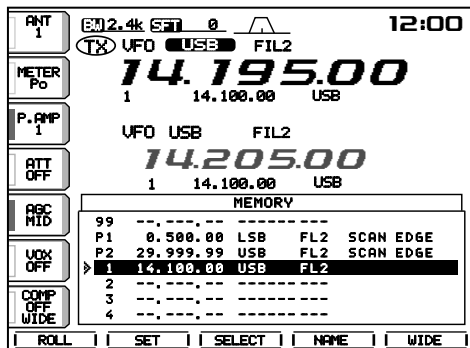 ANT
1
BW 2.4k SFT 0
12:00
TX VFO USB FIL2
14.195.00
1 14.100.00 USB
METER
Po
P.AMP
1
VFO USB FIL2
14.205.00
1 14.100.00 USB
ATT
OFF
AGC
MID
VOX
OFF
COMP
OFF
WIDE
MEMORY
99 --.---.-- ------ ---
P1 0.500.00 LSB FL2 SCAN EDGE
P2 29.999.99 USB FL2 SCAN EDGE
1 14.100.00 USB FL2
2 --.---.-- ------ ---
3 --.---.-- ------ ---
4 --.---.-- ------ ---
ROLL SET SELECT NAME WIDE